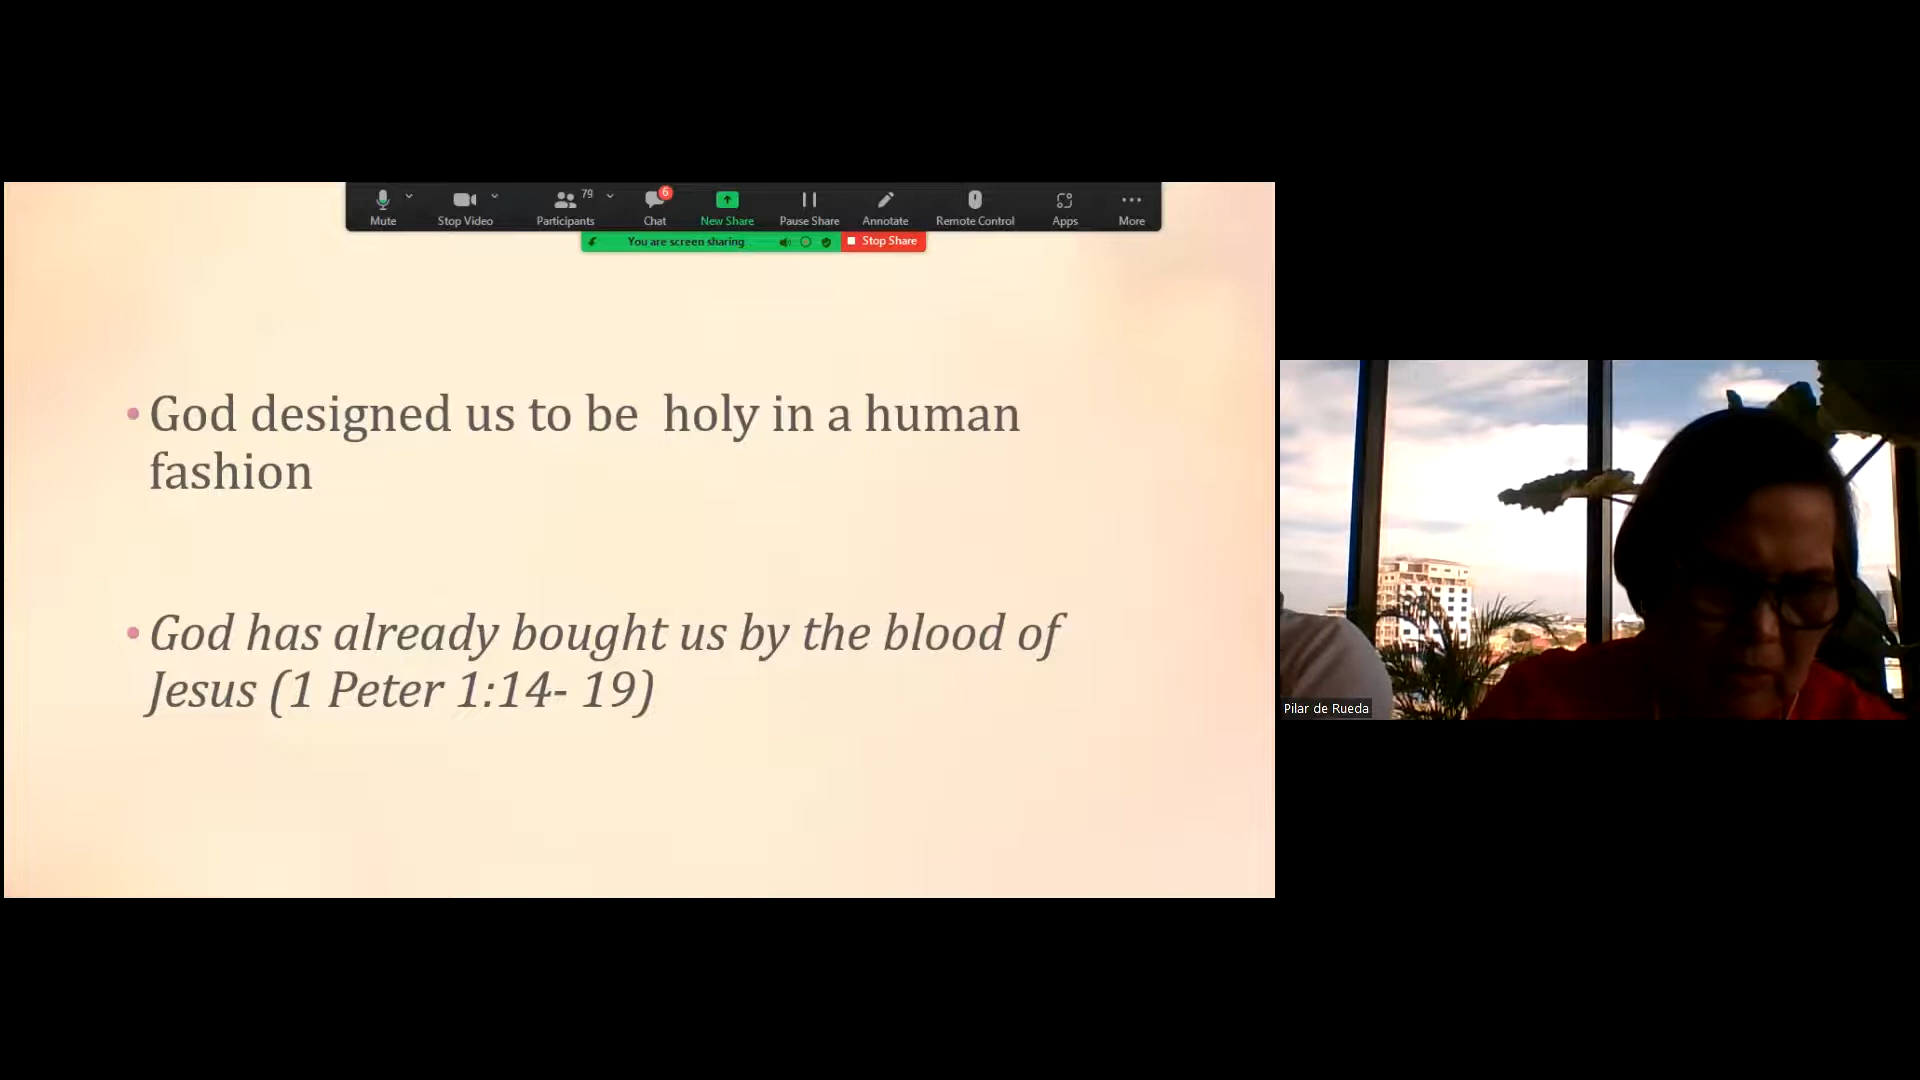 79
6
Mute
Stop Video
Participants
Chat
New Share
Pause Share
Annotate
Remote Control
Apps
More
You are screen sharing
Stop Share
• God designed us to be  holy in a human
fashion
• God has already bought us by the blood of
Jesus (1 Peter 1:14- 19)
Pilar de Rueda